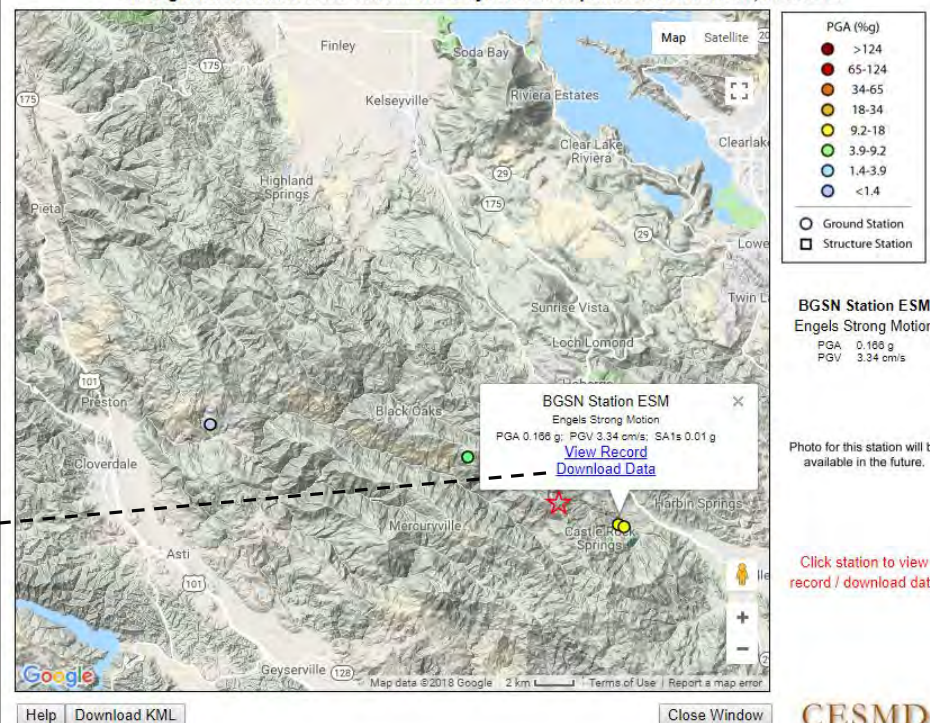 Map
Satellite
20
Finley
Soda Bay
175
175
Kelseyville
Riviera Estates
Clearlake
Clear Lake
Riviera
29
Highland
Springs
175
Pieta
29
Lowe
Twin L
Sunrise Vista
Loch Lomond
101
Preston
Black Oaks
Cloverdale
BGSN Station ESM
×
Engels Strong Motion
PGA 0.166 g; PGV 3.34 cm/s; SA1s 0.01 g
View Record
Download Data
Harbin Springs
Mercuryville
Castle Rock
Springs
Asti
101
lle
+
−
Geyserville
128
Google
Map data ©2018 Google
2 km
Terms of Use
Report a map error
Help
Download KML
Close Window
PGA (%g)
>124
65-124
34-65
18-34
9.2-18
3.9-9.2
1.4-3.9
<1.4
Ground Station
Structure Station
BGSN Station ESM
Engels Strong Motion
PGA 0.166 g
PGV 3.34 cm/s
Photo for this station will b
available in the future.
Click station to view
record / download dat
CESMD